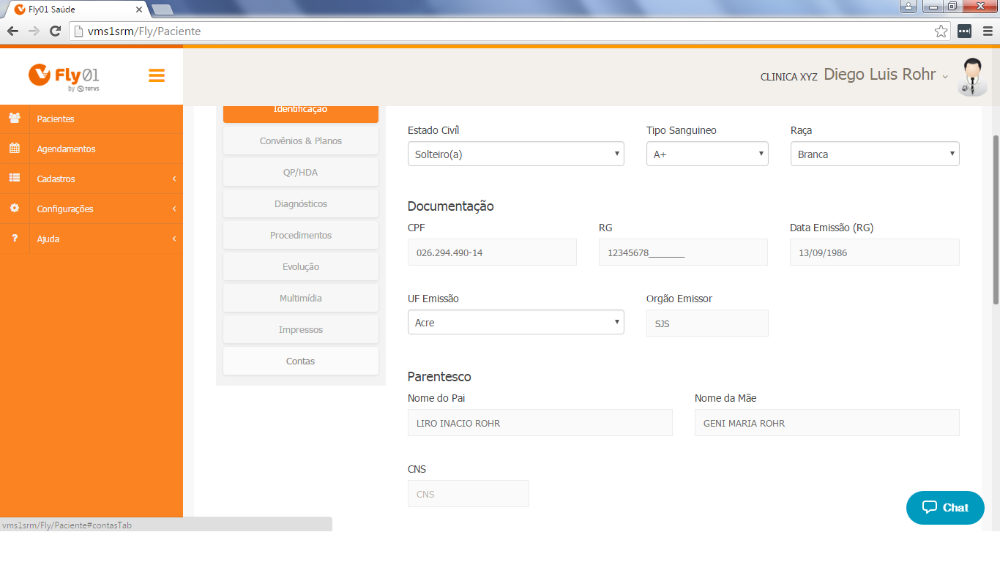 Fly01 Saúde
vms1srm/Fly/Paciente
Fly01
by TOTVS
CLINICA XYZ Diego Luis Rohr
Pacientes
Agendamentos
Cadastros
Configurações
Ajuda
Identificação
Convênios & Planos
QP/HDA
Diagnósticos
Procedimentos
Evolução
Multimídia
Impressos
Contas
Estado Civíl Tipo Sanguineo Raça
Solteiro(a) A+ Branca
Documentação
CPF RG Data Emissão (RG)
026.294.490-14 12345678_______ 13/09/1986
UF Emissão Orgão Emissor
Acre SJS
Parentesco
Nome do Pai Nome da Mãe
LIRO INACIO ROHR GENI MARIA ROHR
CNS
CNS
Chat
vms1srm/Fly/Paciente#contasTab